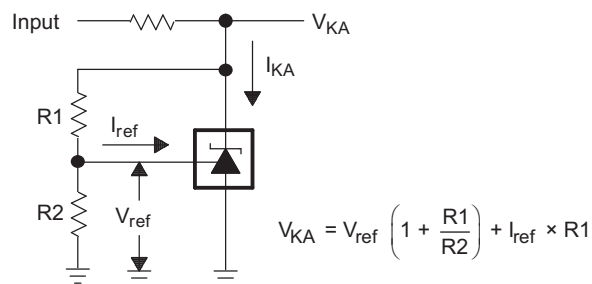 Input
V_KA
I_KA
R1
I_ref
R2
V_ref
V_KA = V_ref (1 + R1/R2) + I_ref × R1